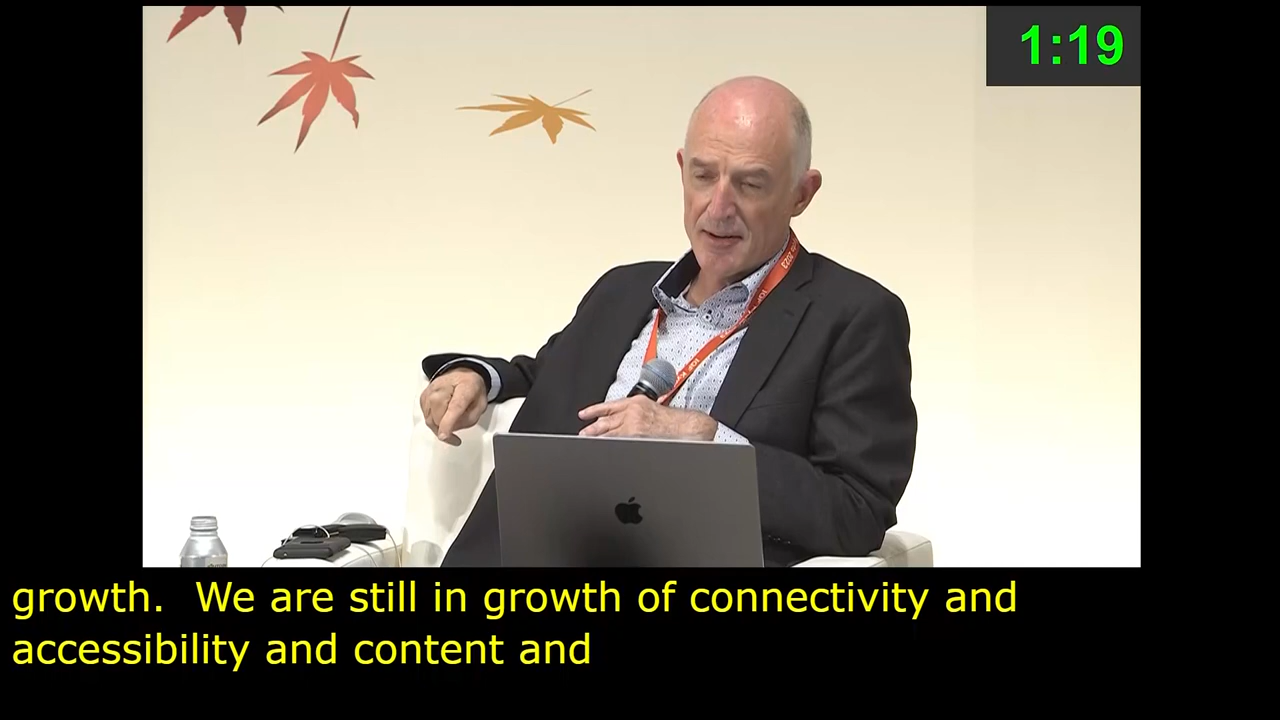 1:19
growth.  We are still in growth of connectivity and
accessibility and content and